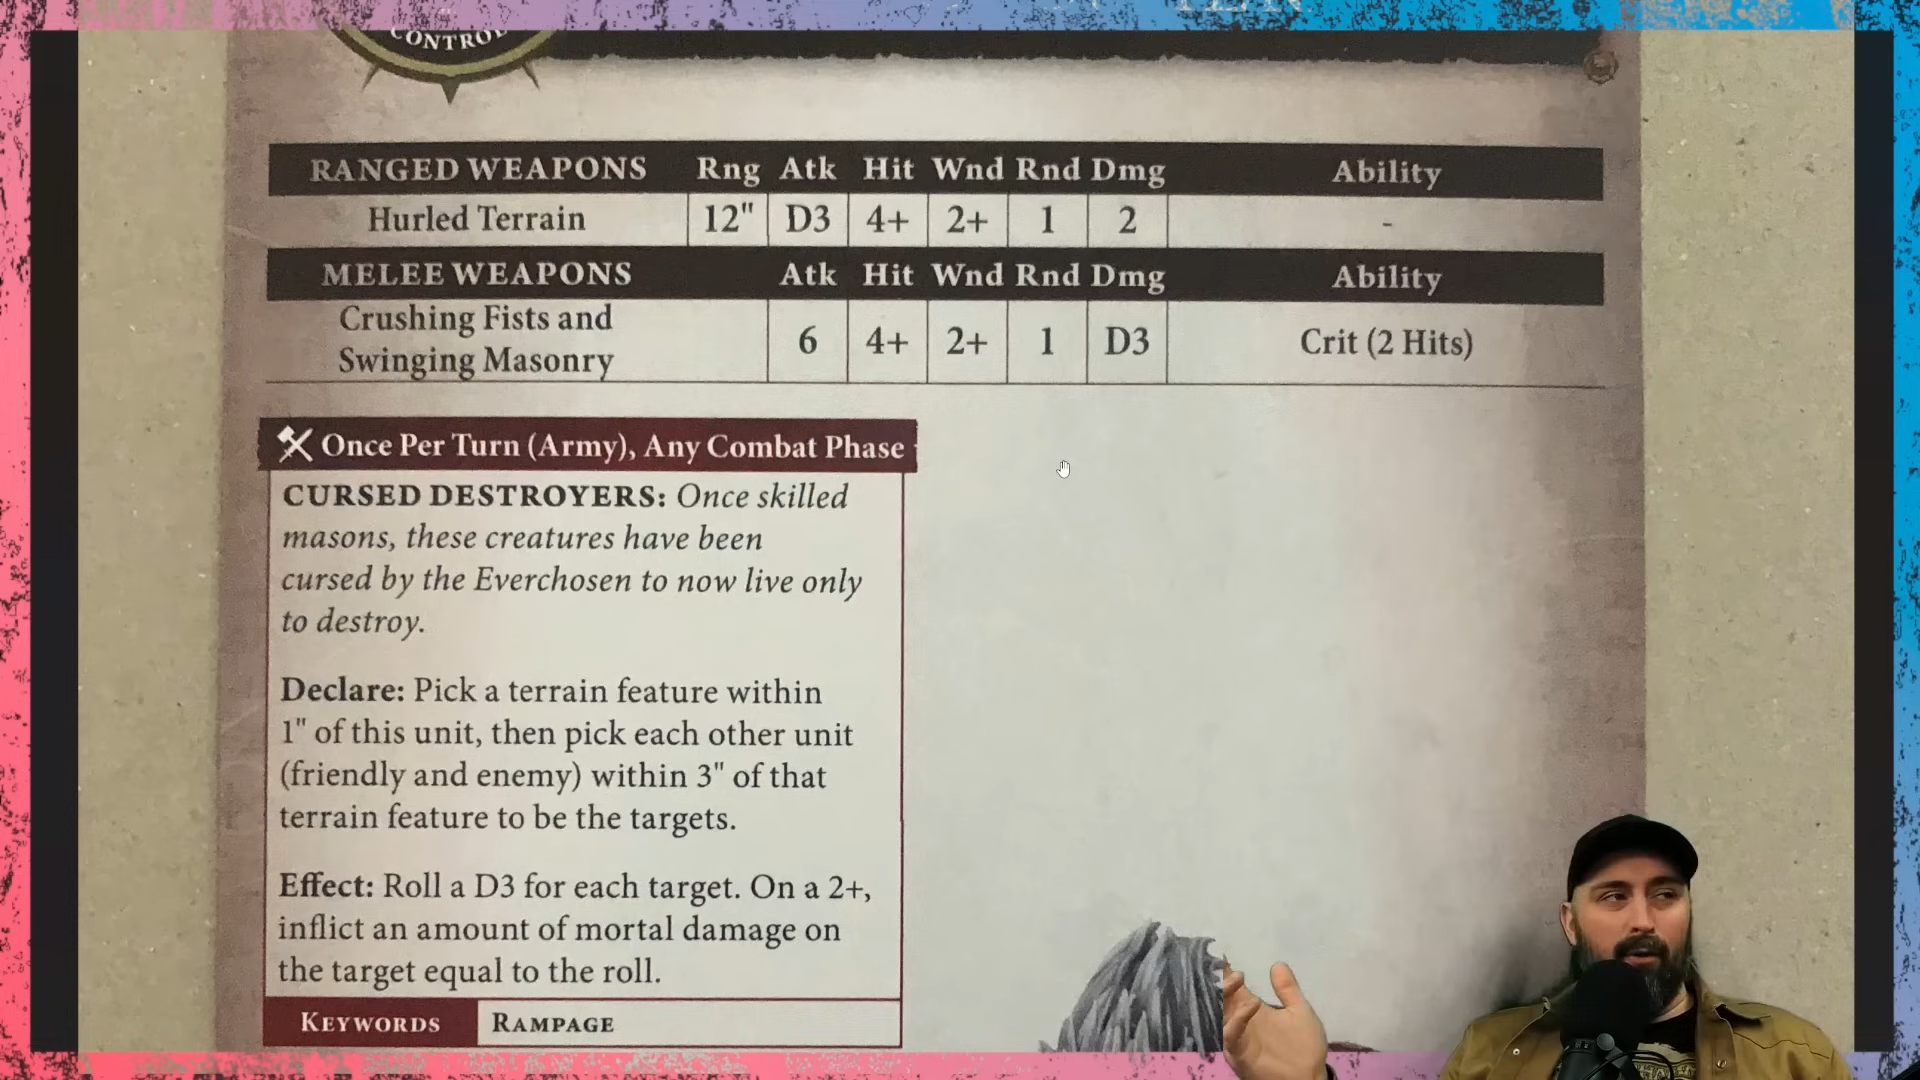 CONTROL
RANGED WEAPONS Rng Atk Hit Wnd Rnd Dmg Ability
Hurled Terrain 12" D3 4+ 2+ 1 2 -
MELEE WEAPONS Atk Hit Wnd Rnd Dmg Ability
Crushing Fists and
Swinging Masonry 6 4+ 2+ 1 D3 Crit (2 Hits)
Once Per Turn (Army), Any Combat Phase
CURSED DESTROYERS: Once skilled
masons, these creatures have been
cursed by the Everchosen to now live only
to destroy.
Declare: Pick a terrain feature within
1" of this unit, then pick each other unit
(friendly and enemy) within 3" of that
terrain feature to be the targets.
Effect: Roll a D3 for each target. On a 2+,
inflict an amount of mortal damage on
the target equal to the roll.
KEYWORDS RAMPAGE